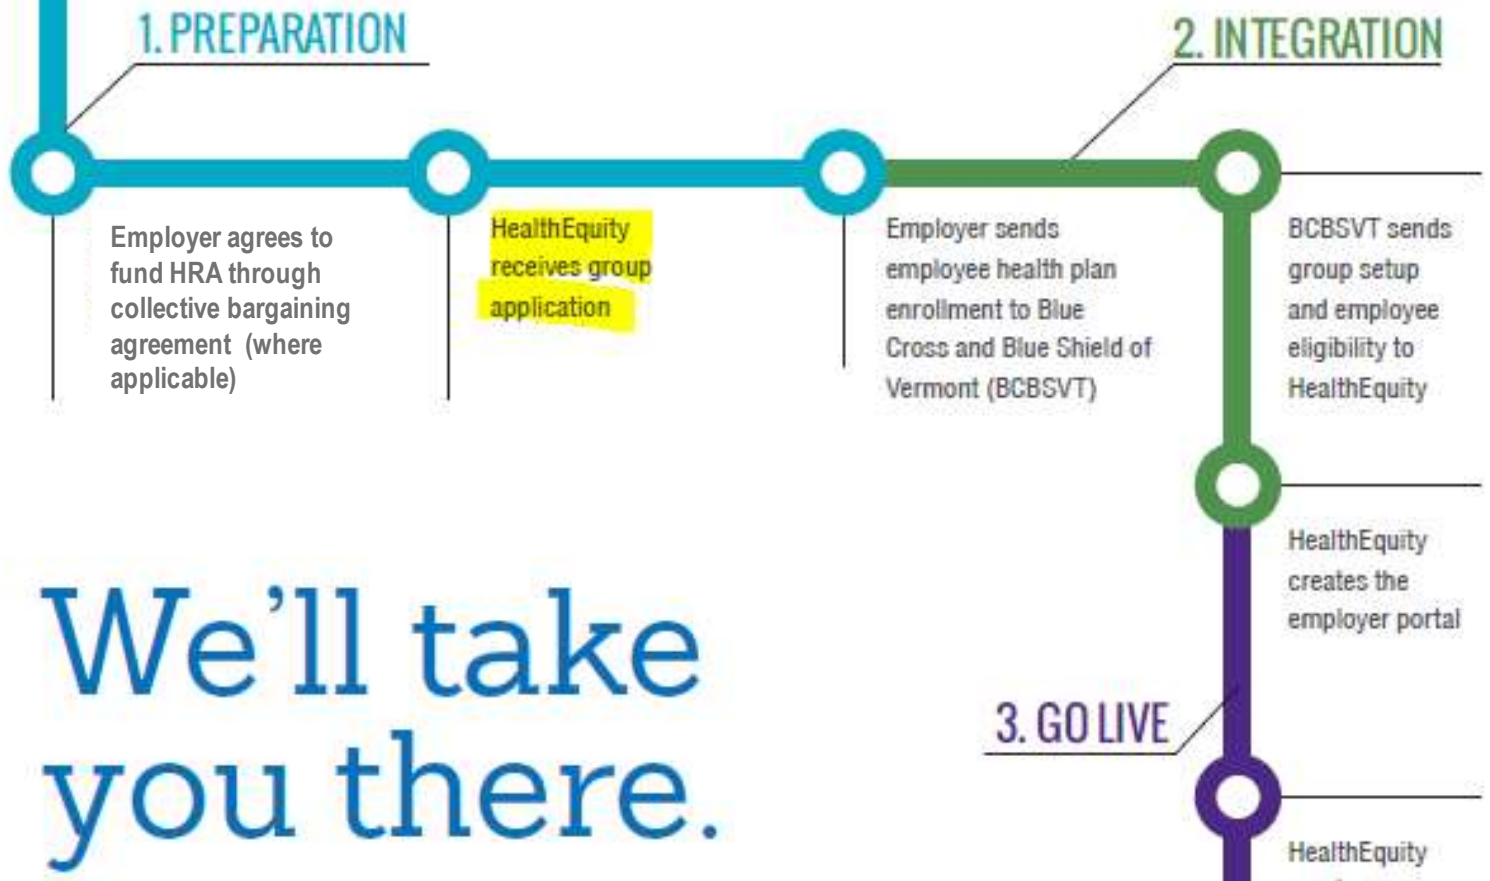 1. PREPARATION
2. INTEGRATION
Employer agrees to
fund HRA through
collective bargaining
agreement (where
applicable)
HealthEquity
receives group
application
Employer sends
employee health plan
enrollment to Blue
Cross and Blue Shield of
Vermont (BCBSVT)
BCBSVT sends
group setup
and employee
eligibility to
HealthEquity
HealthEquity
creates the
employer portal
We'll take
you there.
3. GO LIVE
HealthEquity